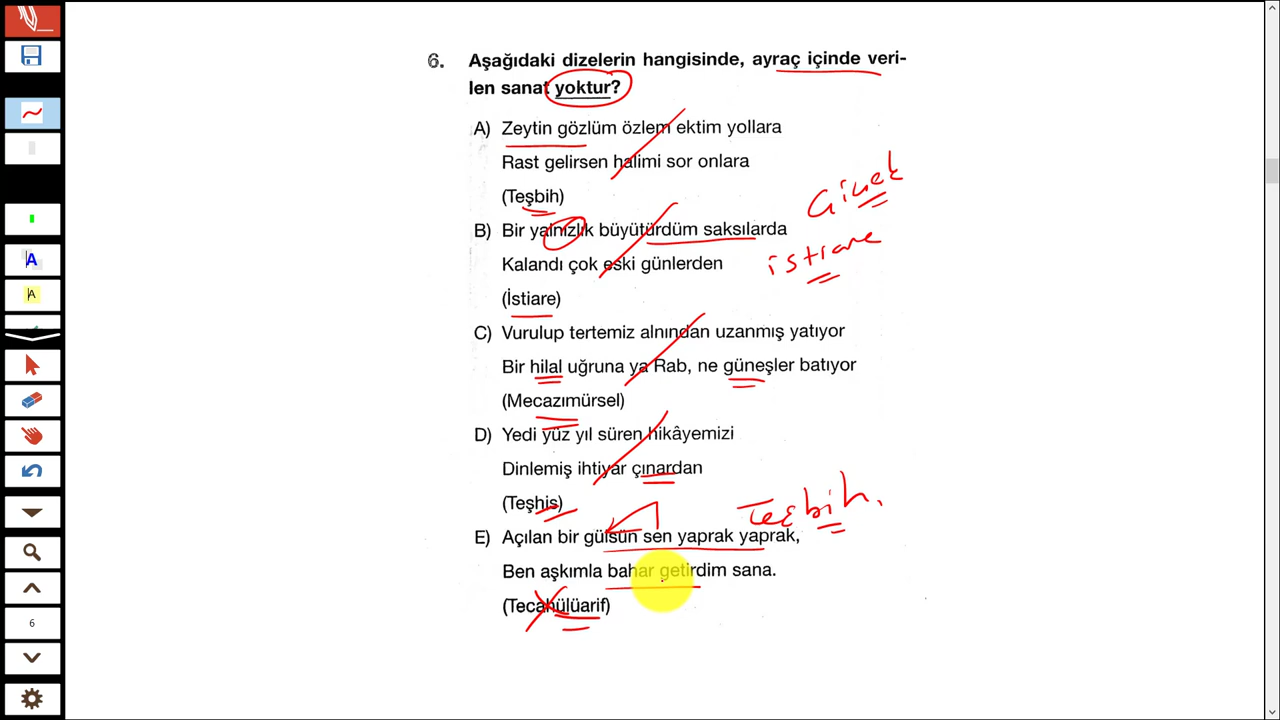 6. Aşağıdaki dizelerin hangisinde, ayraç içinde veri-
len sanat yoktur?
A) Zeytin gözlüm özlem ektim yollara
Rast gelirsen halimi sor onlara
(Teşbih)
B) Bir yalnızlık büyütürdüm saksılarda
Kalandı çok eski günlerden
(İstiare)
Çiçek
istiare
C) Vurulup tertemiz alnından uzanmış yatıyor
Bir hilal uğruna ya Rab, ne güneşler batıyor
(Mecazımürsel)
D) Yedi yüz yıl süren hikâyemizi
Dinlemiş ihtiyar çınardan
(Teşhis)
Teşbih.
E) Açılan bir gülsün sen yaprak yaprak,
Ben aşkımla bahar getirdim sana.
(Tecahülüarif)
A
A
6